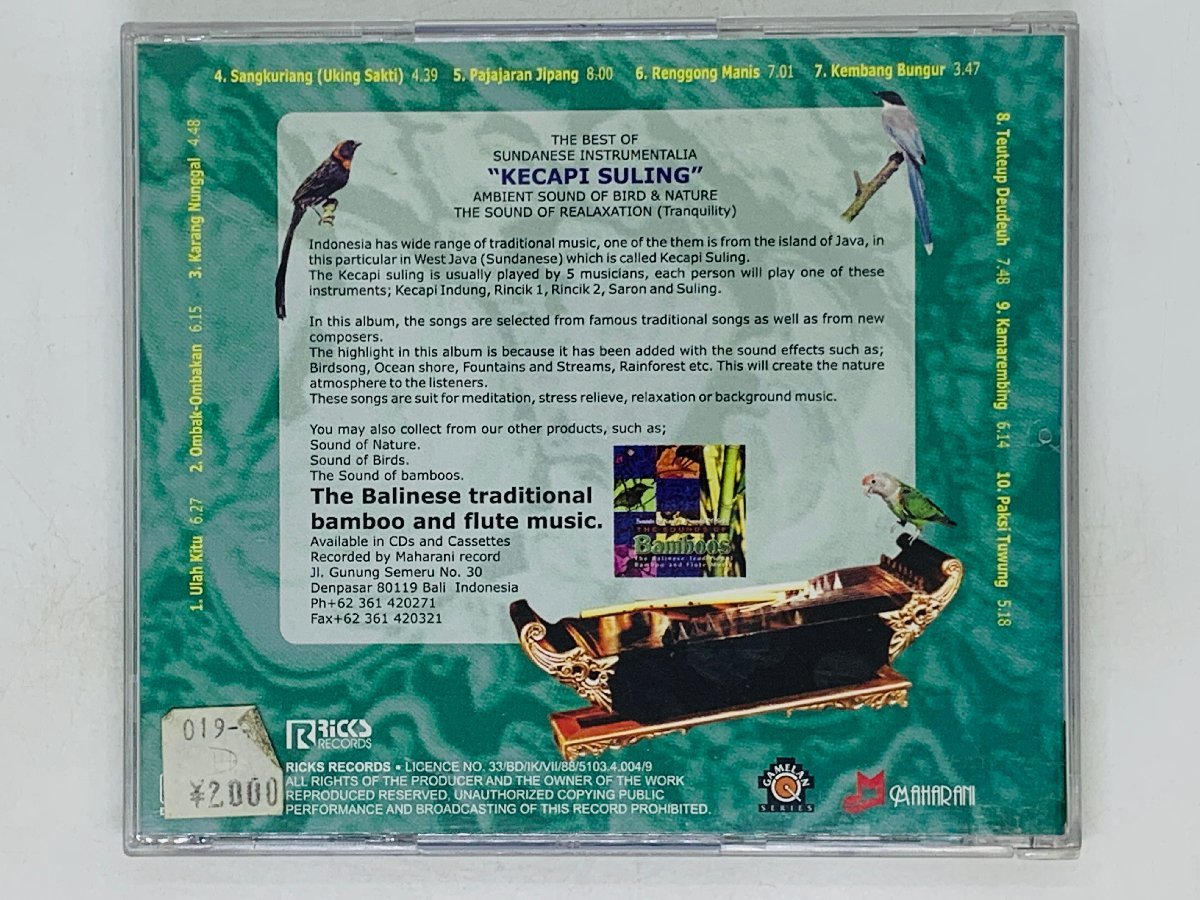 4. Sangkuriang (Uking Sakti) 4.39 5. Pajajaran Jipang 8.00 6. Renggong Manis 7.01 7. Kembang Bungur 3.47
1. Ulah Kitu 6.27 2. Ombak-Ombakan 6.15 3. Karang Nunggal 4.48
THE BEST OF
SUNDANESE INSTRUMENTALIA
"KECAPI SULING"
AMBIENT SOUND OF BIRD & NATURE
THE SOUND OF REALAXATION (Tranquility)
Indonesia has wide range of traditional music, one of the them is from the island of Java, in
this particular in West Java (Sundanese) which is called Kecapi Suling.
The Kecapi suling is usually played by 5 musicians, each person will play one of these
instruments; Kecapi Indung, Rincik 1, Rincik 2, Saron and Suling.
In this album, the songs are selected from famous traditional songs as well as from new
composers.
The highlight in this album is because it has been added with the sound effects such as;
Birdsong, Ocean shore, Fountains and Streams, Rainforest etc. This will create the nature
atmosphere to the listeners.
These songs are suit for meditation, stress relieve, relaxation or background music.
You may also collect from our other products, such as;
Sound of Nature.
Sound of Birds.
The Sound of bamboos.
The Balinese traditional
bamboo and flute music.
Available in CDs and Cassettes
Recorded by Maharani record
Jl. Gunung Semeru No. 30
Denpasar 80119 Bali Indonesia
Ph+62 361 420271
Fax+62 361 420321
THE SOUNDS OF
Bamboos
The Balinese Traditional
Bamboo and Flute Music
8. Teuteup Deudeuh 7.48 9. Kamarembing 6.14 10. Paksi Tuwung 5.18
019-
¥2000
RICKS
RECORDS
RICKS RECORDS • LICENCE NO. 33/BD/IK/VII/88/5103.4.004/9
ALL RIGHTS OF THE PRODUCER AND THE OWNER OF THE WORK
REPRODUCED RESERVED, UNAUTHORIZED COPYING PUBLIC
PERFORMANCE AND BROADCASTING OF THIS RECORD PROHIBITED.
GAMELAN
SERIES
MAHARANI